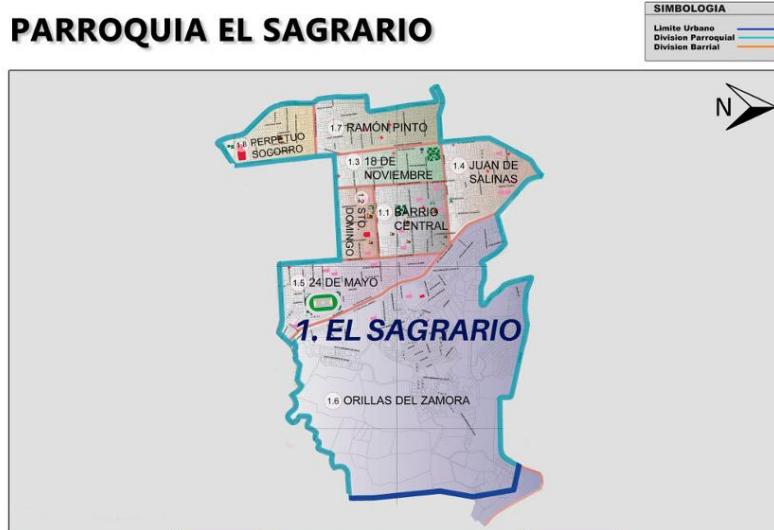 PARROQUIA EL SAGRARIO
SIMBOLOGIA
Limite Urbano
Division Parroquial
Division Barrial
N
1.8 PERPETUO
SOCORRO
1.7 RAMÓN PINTO
1.3 18 DE
NOVIEMBRE
1.4 JUAN DE
SALINAS
1.2 STO.
DOMINGO
1.1 BARRIO
CENTRAL
1.5 24 DE MAYO
1. EL SAGRARIO
1.6 ORILLAS DEL ZAMORA